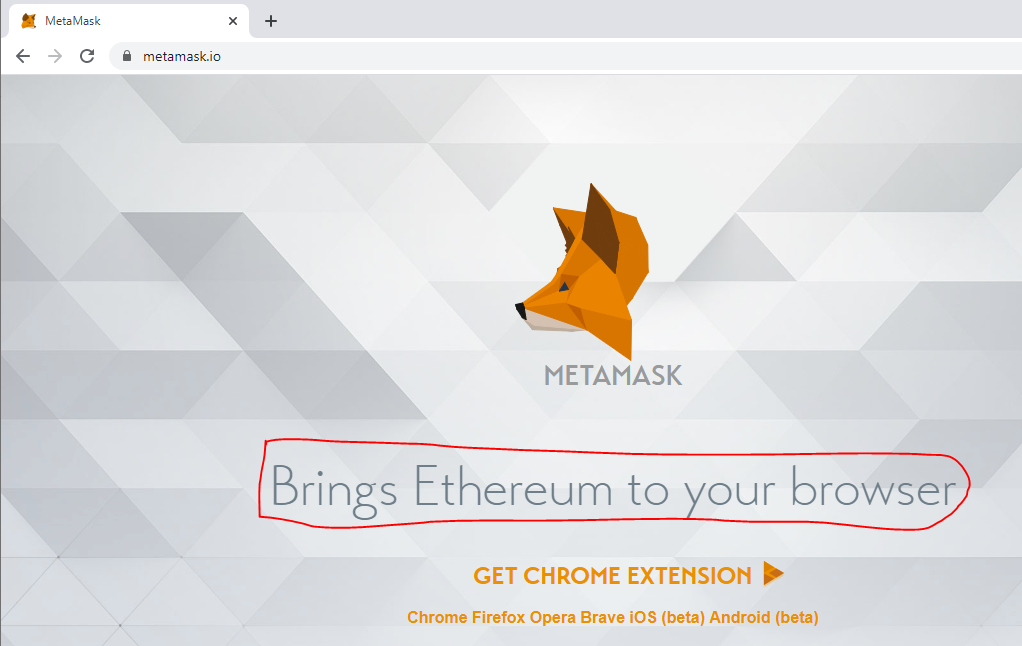 MetaMask
metamask.io
METAMASK
Brings Ethereum to your browser
GET CHROME EXTENSION
Chrome Firefox Opera Brave iOS (beta) Android (beta)